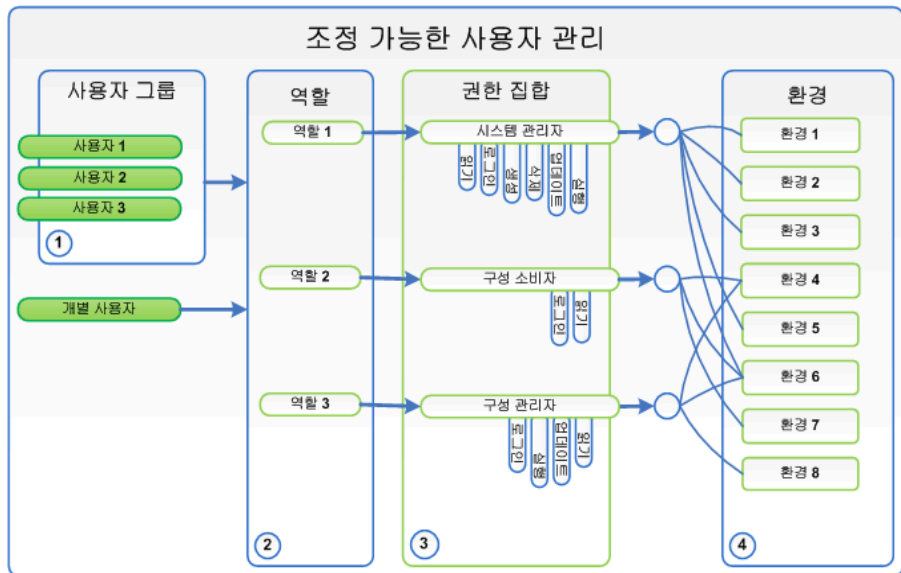 조정 가능한 사용자 관리
사용자 그룹
사용자 1
사용자 2
사용자 3
1
개별 사용자
역할
역할 1
역할 2
역할 3
2
권한 집합
시스템 관리자
읽기
로그인
생성
삭제
업데이트
실행
구성 소비자
로그인
읽기
구성 관리자
로그인
실행
업데이트
읽기
3
환경
환경 1
환경 2
환경 3
환경 4
환경 5
환경 6
환경 7
환경 8
4